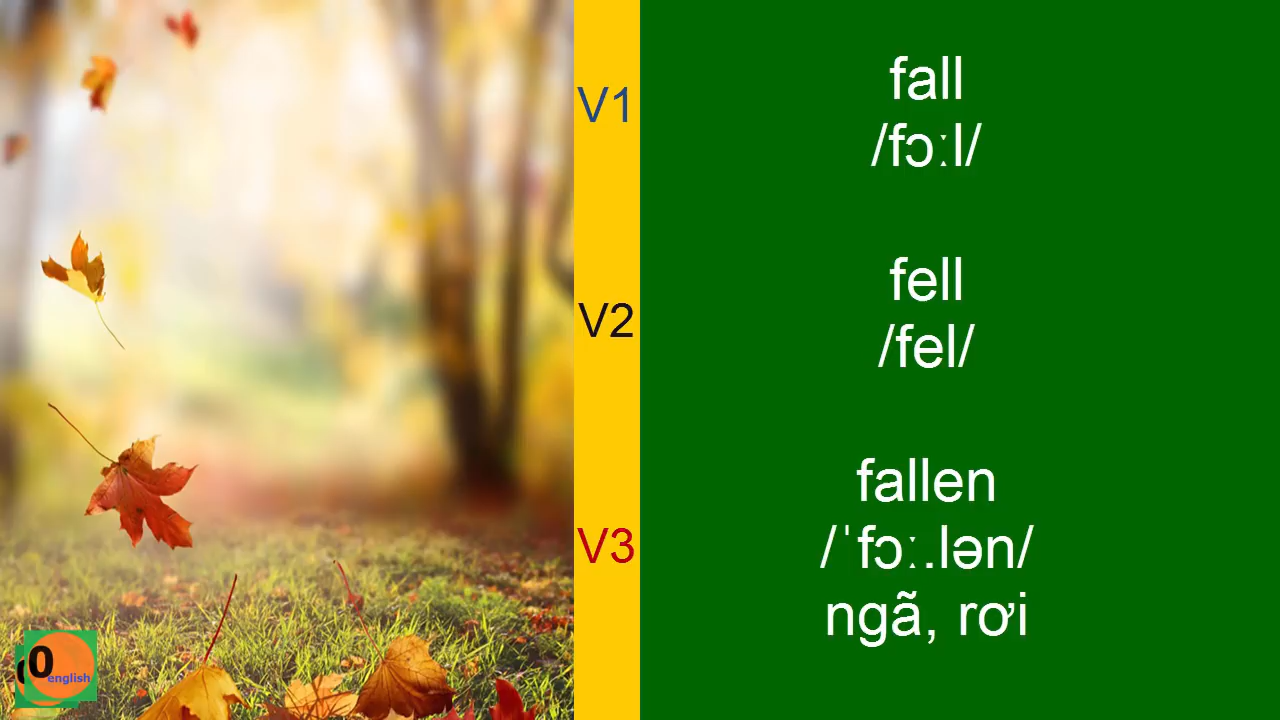 V1
fall
/fɔːl/
V2
fell
/fel/
V3
fallen
/ˈfɔː.lən/
ngã, rơi
0
english